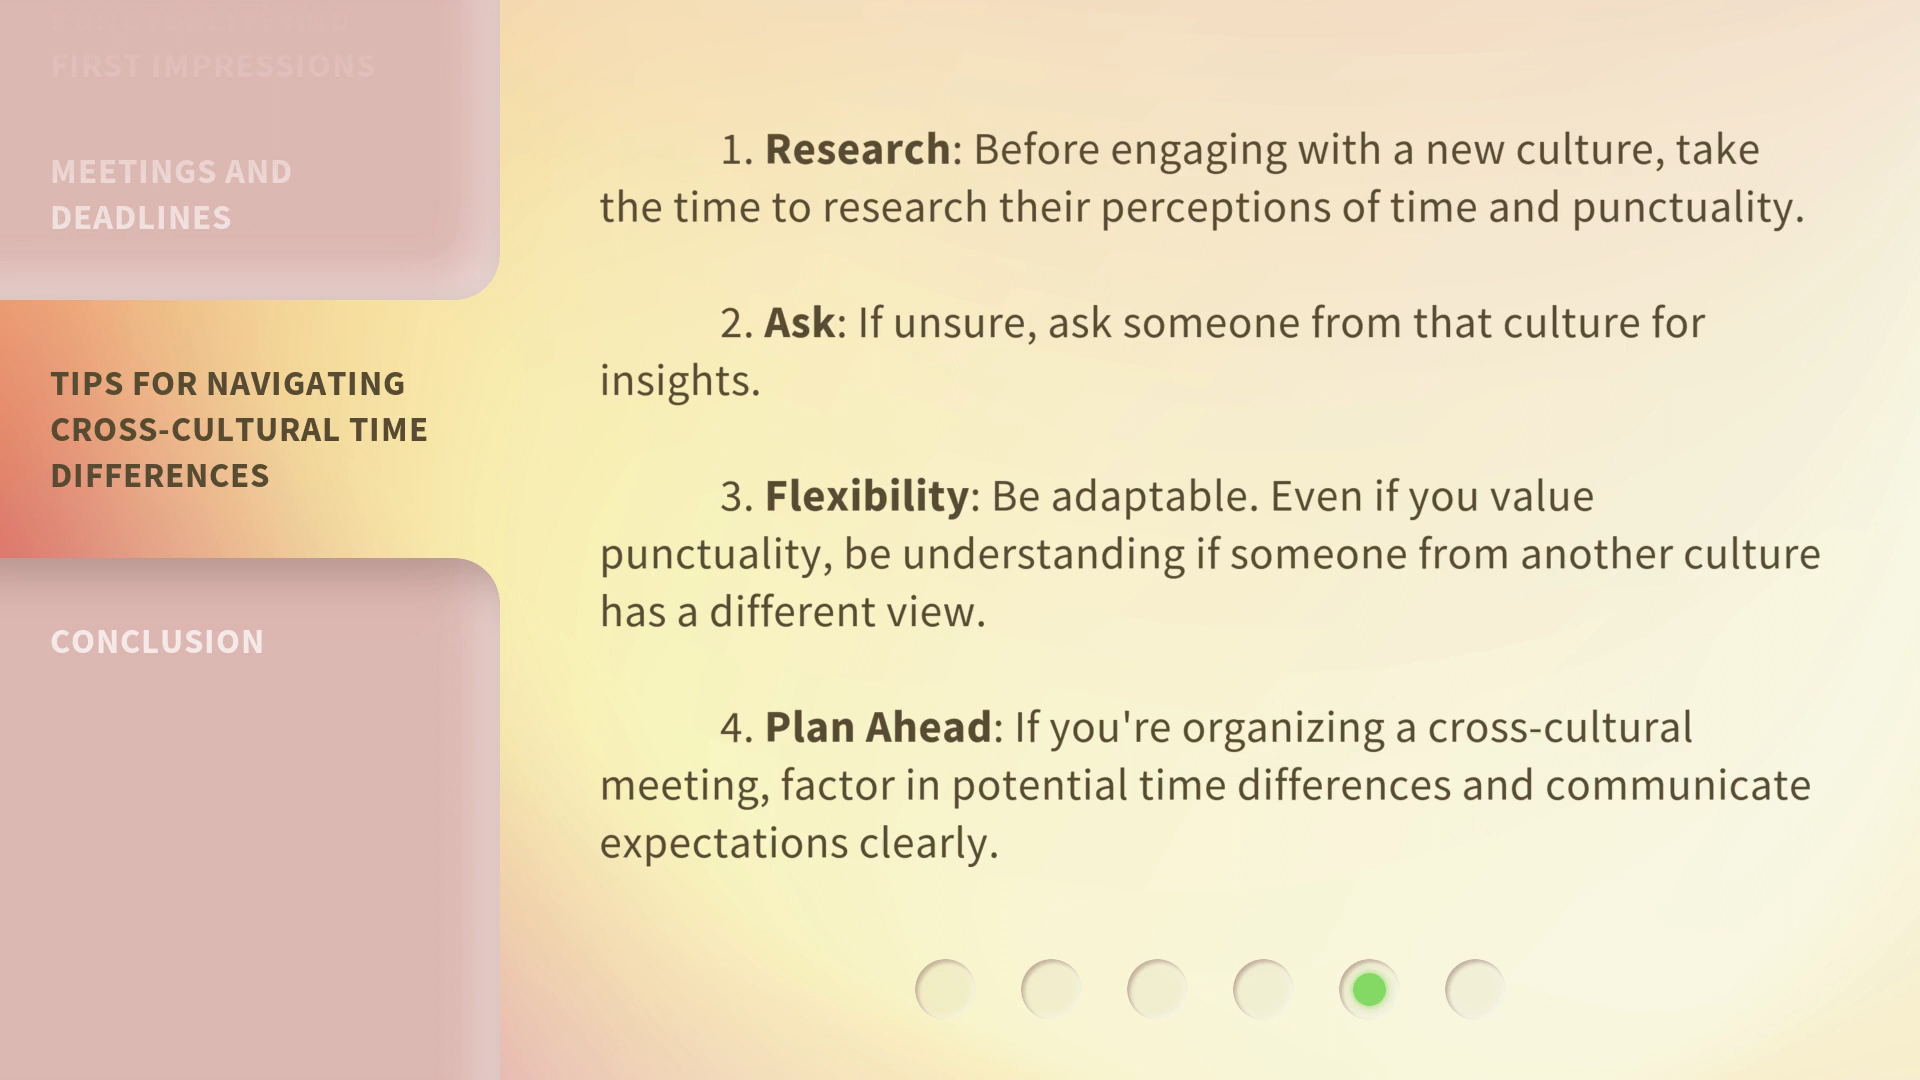 FIRST IMPRESSIONS
MEETINGS AND
DEADLINES
TIPS FOR NAVIGATING
CROSS-CULTURAL TIME
DIFFERENCES
CONCLUSION
1. Research: Before engaging with a new culture, take
the time to research their perceptions of time and punctuality.
2. Ask: If unsure, ask someone from that culture for
insights.
3. Flexibility: Be adaptable. Even if you value
punctuality, be understanding if someone from another culture
has a different view.
4. Plan Ahead: If you're organizing a cross-cultural
meeting, factor in potential time differences and communicate
expectations clearly.